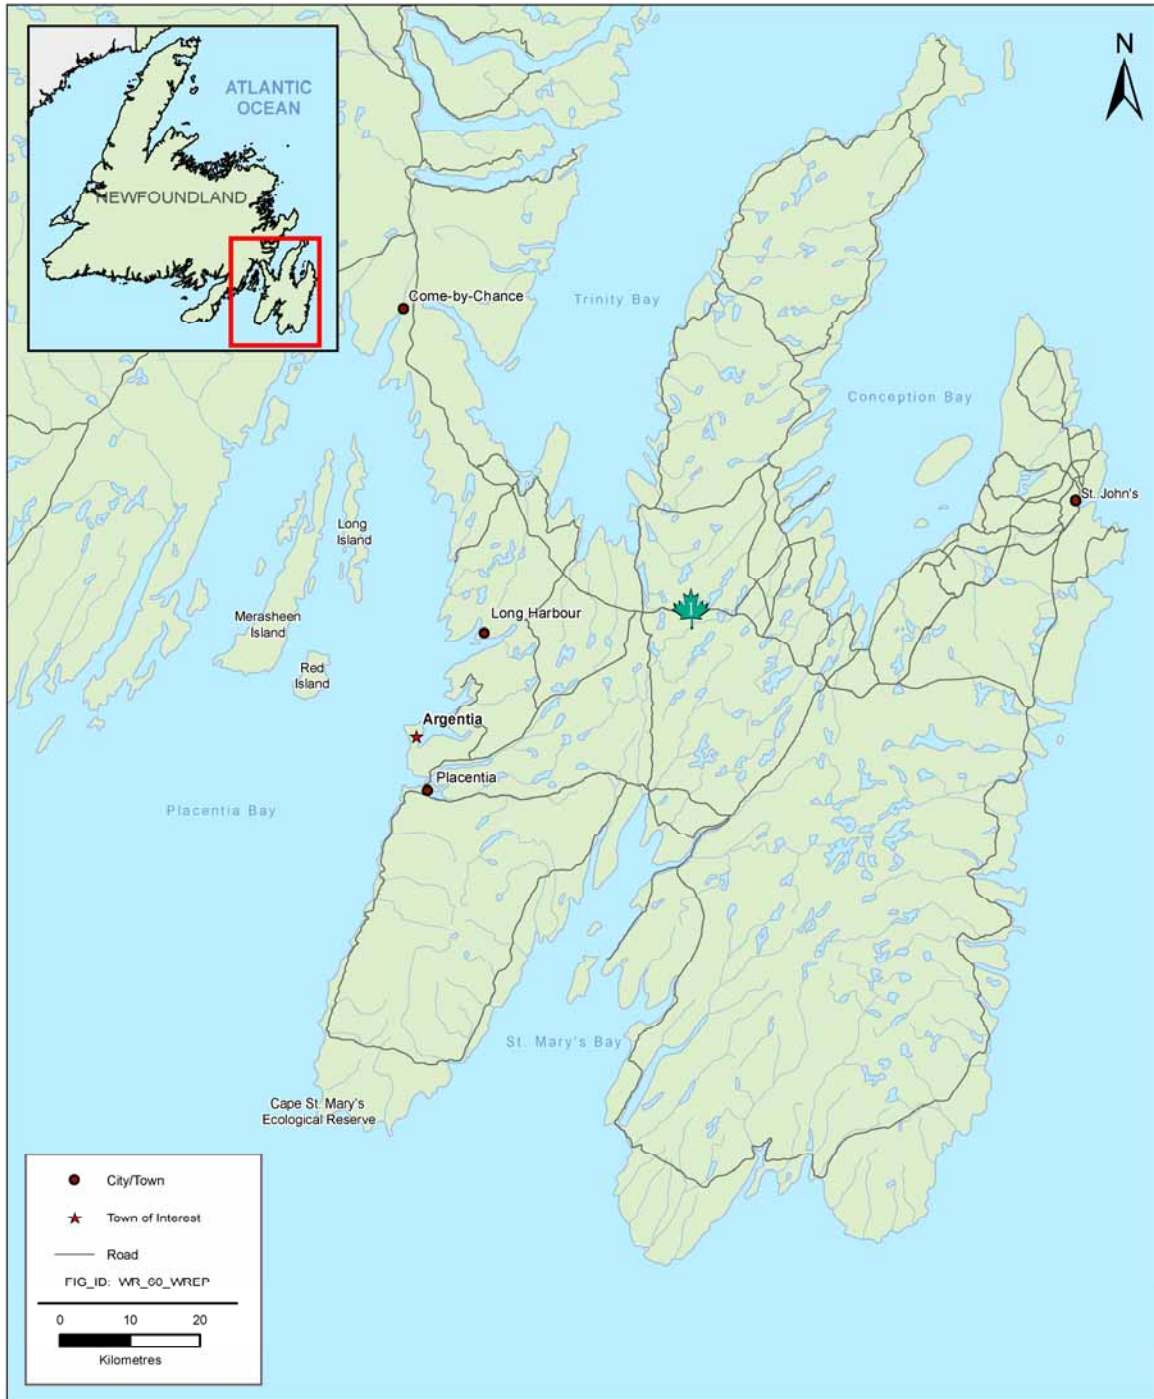 N
ATLANTIC
OCEAN
NEWFOUNDLAND
Come-by-Chance
Trinity Bay
Conception Bay
St. John's
Long
Island
Merasheen
Island
Long Harbour
1
Red
Island
Argentia
Placentia
Placentia Bay
St. Mary's Bay
Cape St. Mary's
Ecological Reserve
City/Town
Town of Interest
Road
FIG_ID: WR_60_WREP
0 10 20
Kilometres